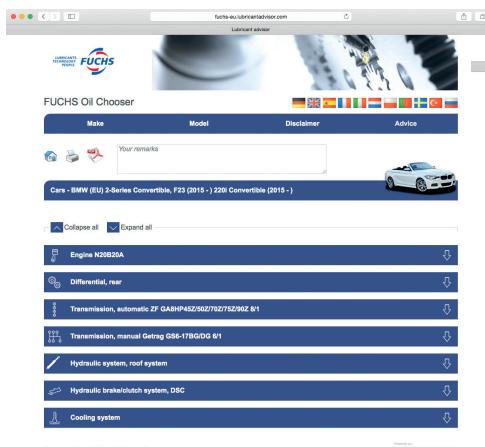 fuchs-eu.lubricantadvisor.com
Lubricant advisor
LUBRICANTS.
TECHNOLOGY.
PEOPLE.
FUCHS
FUCHS Oil Chooser
Make Model Disclaimer Advice
Your remarks
Cars - BMW (EU) 2-Series Convertible, F23 (2015 - ) 220i Convertible (2015 - )
Collapse all Expand all
Engine N20B20A
Differential, rear
Transmission, automatic ZF GA8HP45Z/50Z/70Z/75Z/90Z 8/1
Transmission, manual Getrag GS6-17BG/DG 6/1
Hydraulic system, roof system
Hydraulic brake/clutch system, DSC
Cooling system